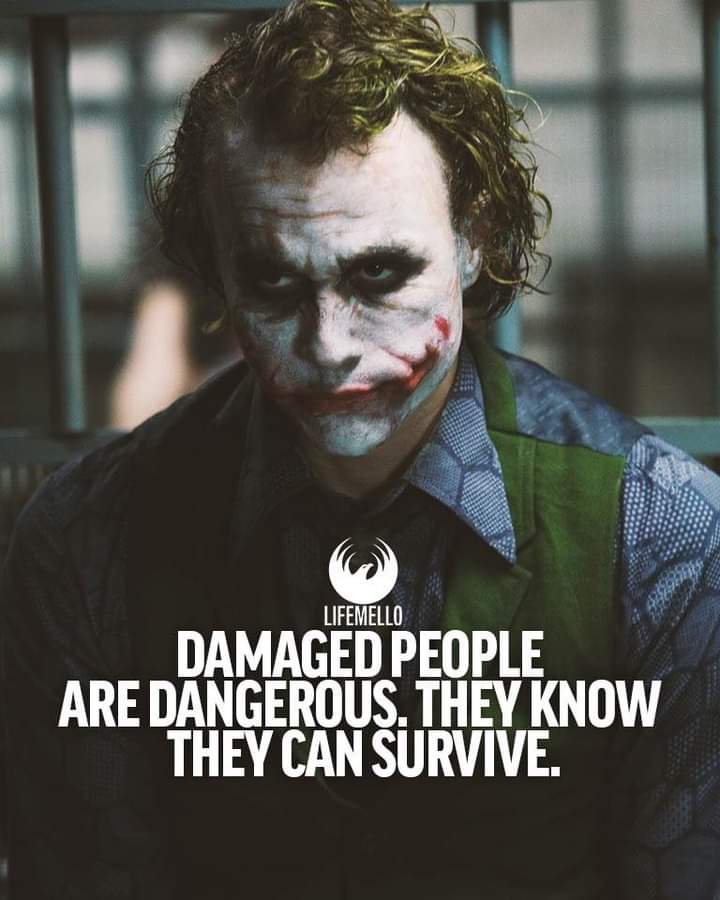 LIFEMELLO
DAMAGED PEOPLE
ARE DANGEROUS. THEY KNOW
THEY CAN SURVIVE.